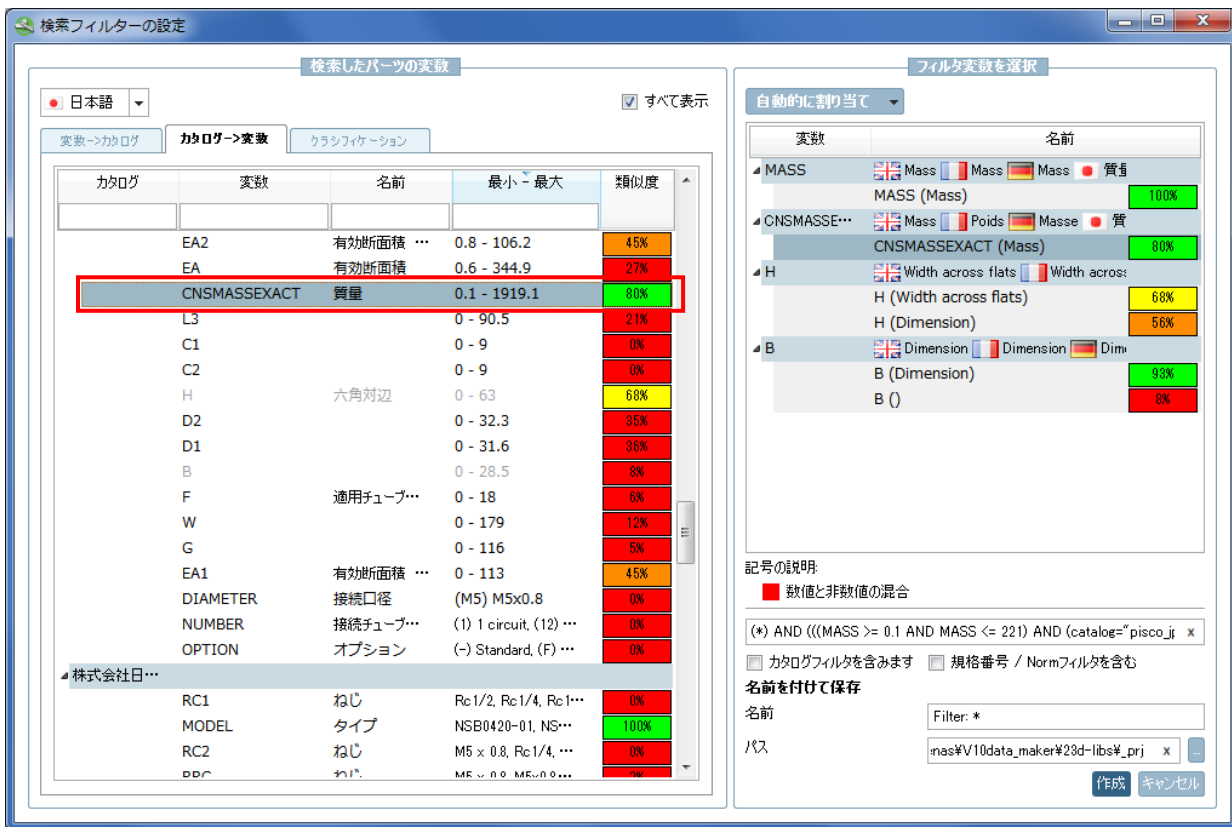 検索フィルターの設定
検索したパーツの変数
日本語
すべて表示
変数->カタログ
カタログ->変数
クラシフィケーション
カタログ 変数 名前 最小 - 最大 類似度
EA2 有効断面積 … 0.8 - 106.2 45%
EA 有効断面積 0.6 - 344.9 27%
CNSMASSEXACT 質量 0.1 - 1919.1 80%
L3 0 - 90.5 21%
C1 0 - 9 0%
C2 0 - 9 0%
H 六角対辺 0 - 63 68%
D2 0 - 32.3 35%
D1 0 - 31.6 36%
B 0 - 28.5 8%
F 適用チューブ… 0 - 18 6%
W 0 - 179 12%
G 0 - 116 5%
EA1 有効断面積 … 0 - 113 45%
DIAMETER 接続口径 (M5) M5x0.8 0%
NUMBER 接続チューブ… (1) 1 circuit, (12) … 0%
OPTION オプション (-) Standard, (F) … 0%
株式会社日…
RC1 ねじ Rc1/2, Rc1/4, Rc1… 0%
MODEL タイプ NSB0420-01, NS… 100%
RC2 ねじ M5 x 0.8, Rc1/4, … 0%
フィルタ変数を選択
自動的に割り当て
変数 名前
MASS Mass Mass Mass 質量
MASS (Mass) 100%
CNSMASSE… Mass Poids Masse 質
CNSMASSEXACT (Mass) 80%
H Width across flats Width across
H (Width across flats) 68%
H (Dimension) 56%
B Dimension Dimension Dim
B (Dimension) 93%
B () 8%
記号の説明:
数値と非数値の混合
(*) AND (((MASS >= 0.1 AND MASS <= 221) AND (catalog="pisco_j x
カタログフィルタを含みます 規格番号 / Normフィルタを含む
名前を付けて保存
名前 Filter: *
パス nas¥V10data_maker¥23d-libs¥_prj x ...
作成 キャンセル